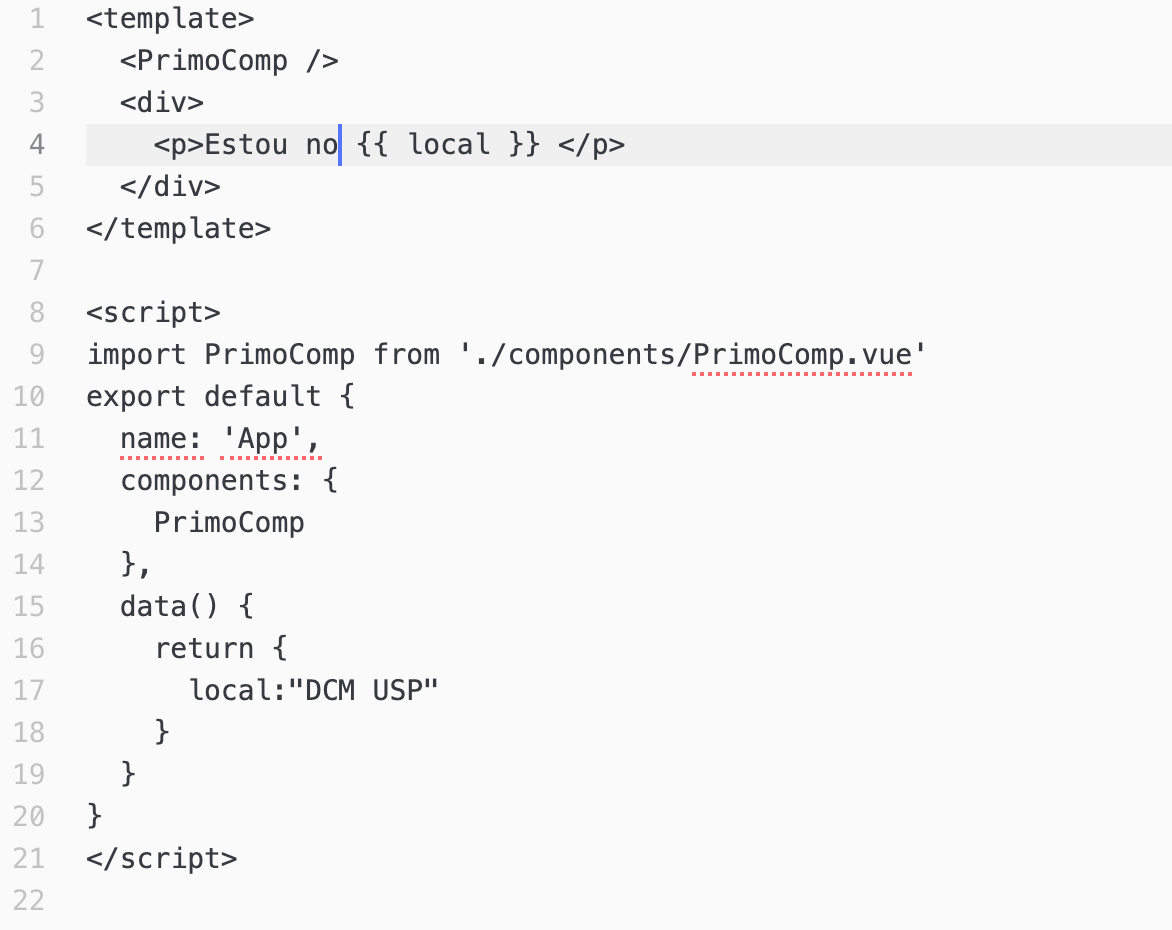 1 <template>
2   <PrimoComp />
3   <div>
4     <p>Estou no {{ local }} </p>
5   </div>
6 </template>
7
8 <script>
9 import PrimoComp from './components/PrimoComp.vue'
10 export default {
11   name: 'App',
12   components: {
13     PrimoComp
14   },
15   data() {
16     return {
17       local:"DCM USP"
18     }
19   }
20 }
21 </script>
22